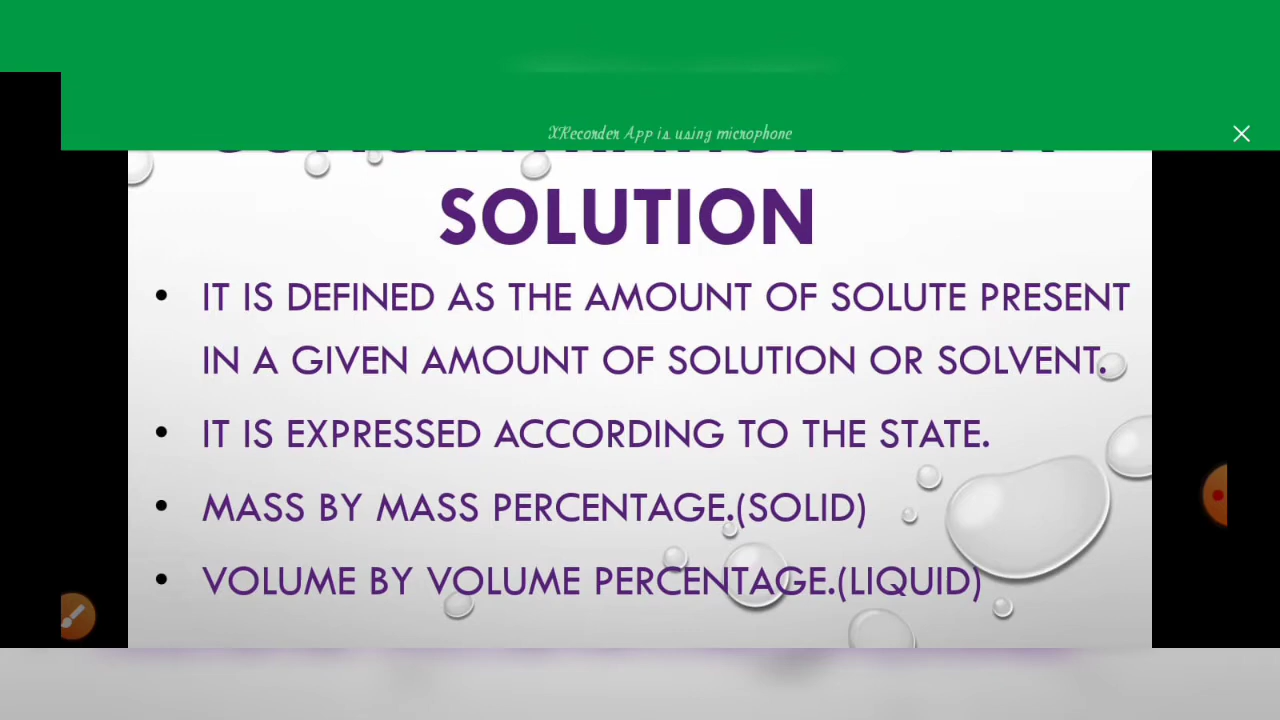 XRecorder App is using microphone
SOLUTION
• IT IS DEFINED AS THE AMOUNT OF SOLUTE PRESENT
IN A GIVEN AMOUNT OF SOLUTION OR SOLVENT.
• IT IS EXPRESSED ACCORDING TO THE STATE.
• MASS BY MASS PERCENTAGE.(SOLID)
• VOLUME BY VOLUME PERCENTAGE.(LIQUID)